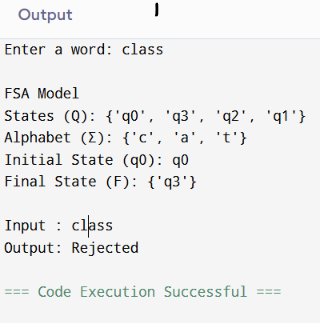 Output
Enter a word: class
FSA Model
States (Q): {'q0', 'q3', 'q2', 'q1'}
Alphabet (Σ): {'c', 'a', 't'}
Initial State (q0): q0
Final State (F): {'q3'}
Input : class
Output: Rejected
=== Code Execution Successful ===